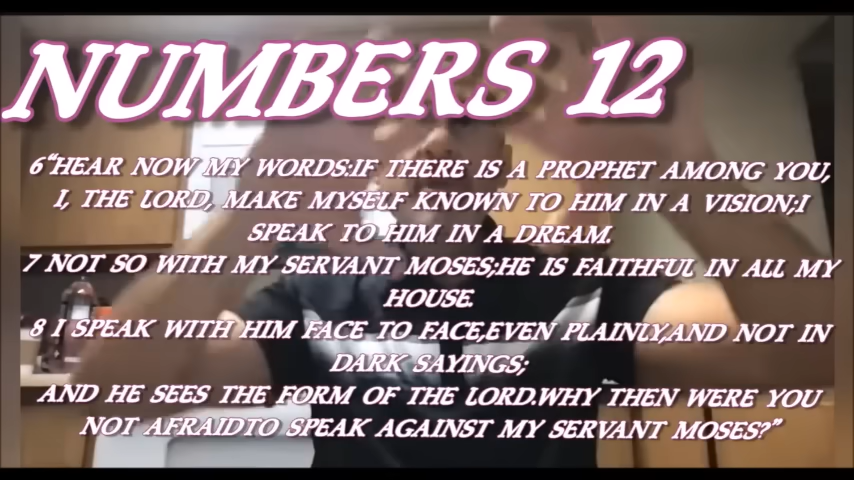 NUMBERS 12
6"HEAR NOW MY WORDS:IF THERE IS A PROPHET AMONG YOU,
I, THE LORD, MAKE MYSELF KNOWN TO HIM IN A VISION;I
SPEAK TO HIM IN A DREAM.
7 NOT SO WITH MY SERVANT MOSES;HE IS FAITHFUL IN ALL MY
HOUSE.
8 I SPEAK WITH HIM FACE TO FACE,EVEN PLAINLY,AND NOT IN
DARK SAYINGS;
AND HE SEES THE FORM OF THE LORD.WHY THEN WERE YOU
NOT AFRAIDTO SPEAK AGAINST MY SERVANT MOSES?"